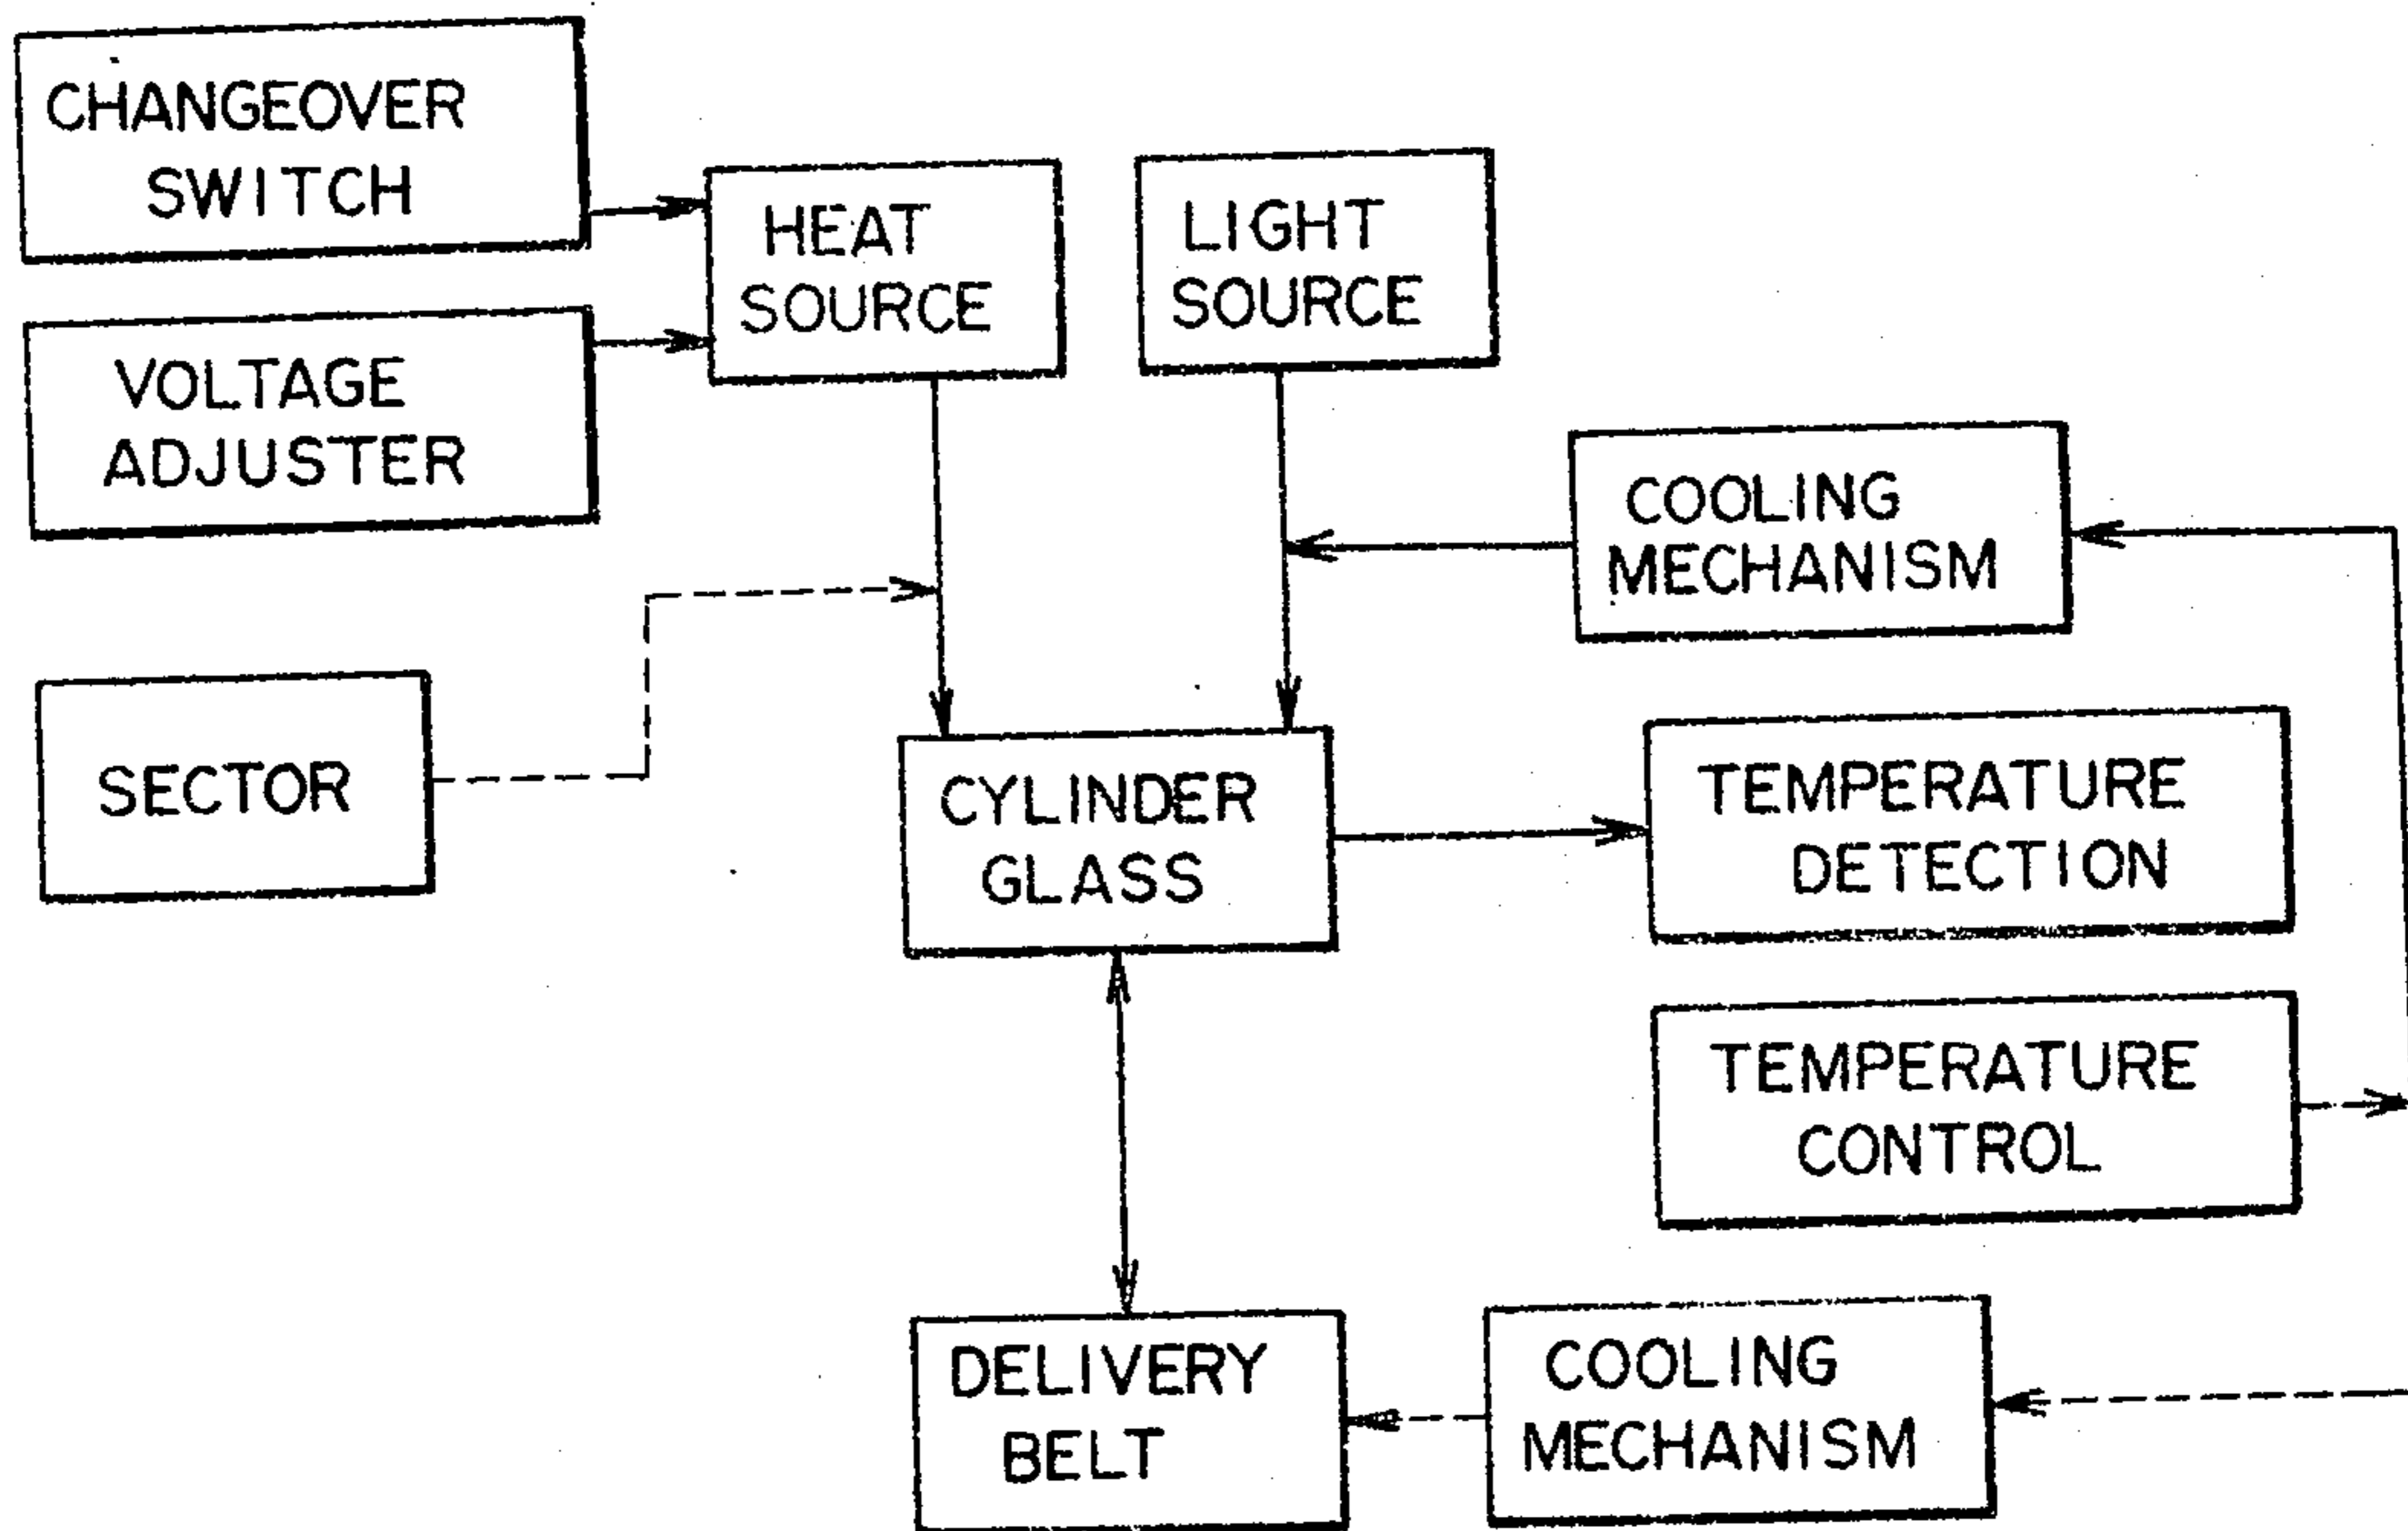 CHANGEOVER
SWITCH
HEAT
SOURCE
LIGHT
SOURCE
VOLTAGE
ADJUSTER
COOLING
MECHANISM
SECTOR
CYLINDER
GLASS
TEMPERATURE
DETECTION
TEMPERATURE
CONTROL
DELIVERY
BELT
COOLING
MECHANISM